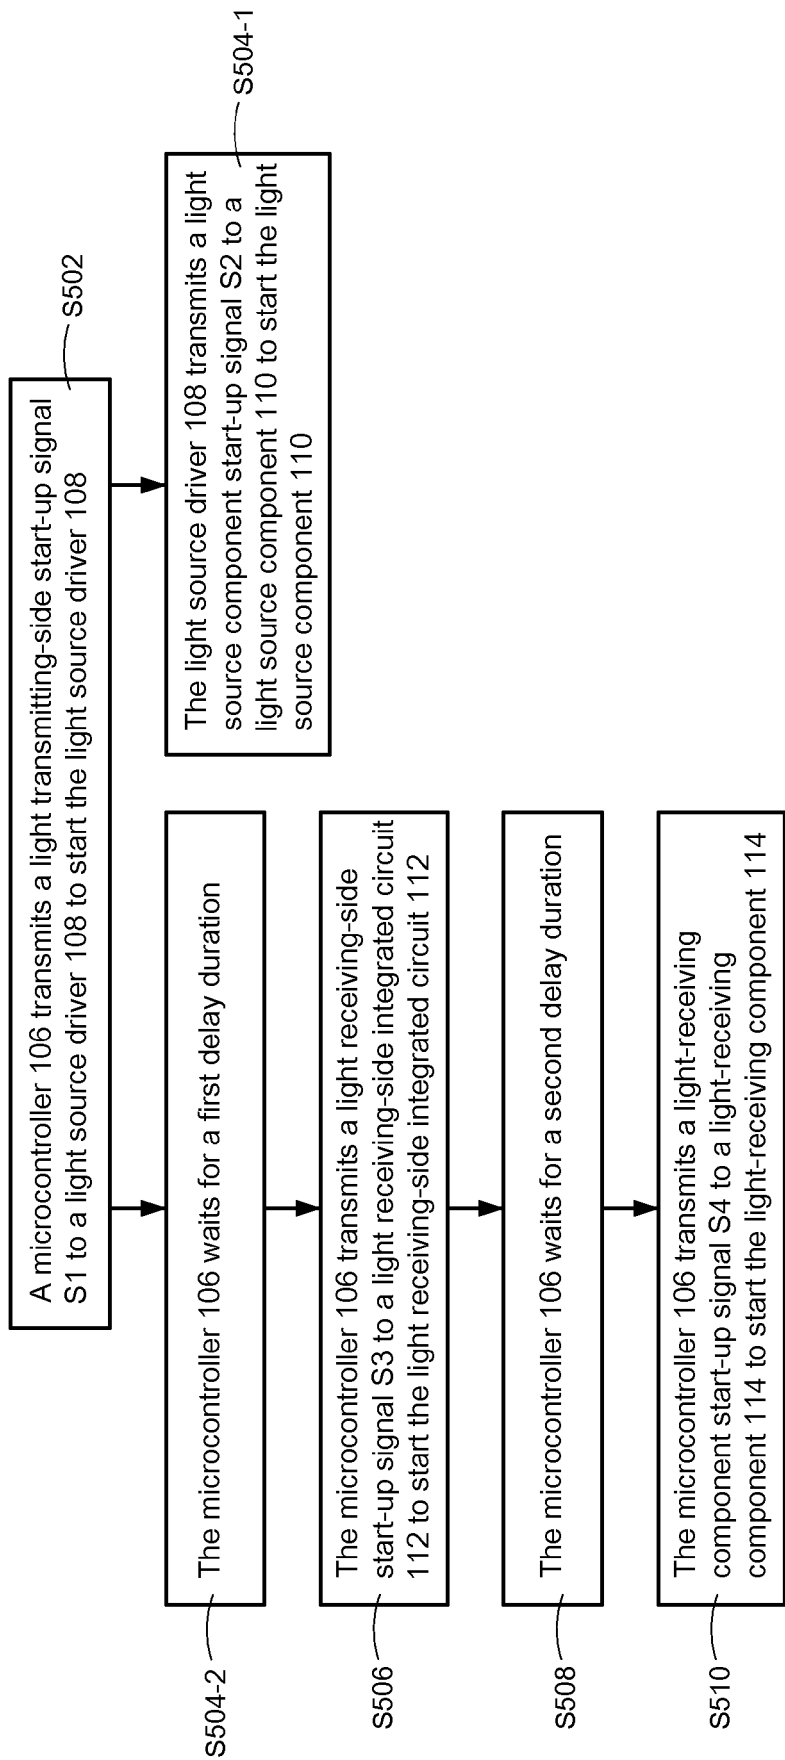 A microcontroller 106 transmits a light transmitting-side start-up signal
S1 to a light source driver 108 to start the light source driver 108
S502
The light source driver 108 transmits a light
source component start-up signal S2 to a
light source component 110 to start the light
source component 110
S504-1
The microcontroller 106 waits for a first delay duration
S504-2
The microcontroller 106 transmits a light receiving-side
start-up signal S3 to a light receiving-side integrated circuit
112 to start the light receiving-side integrated circuit 112
S506
The microcontroller 106 waits for a second delay duration
S508
The microcontroller 106 transmits a light-receiving
component start-up signal S4 to a light-receiving
component 114 to start the light-receiving component 114
S510